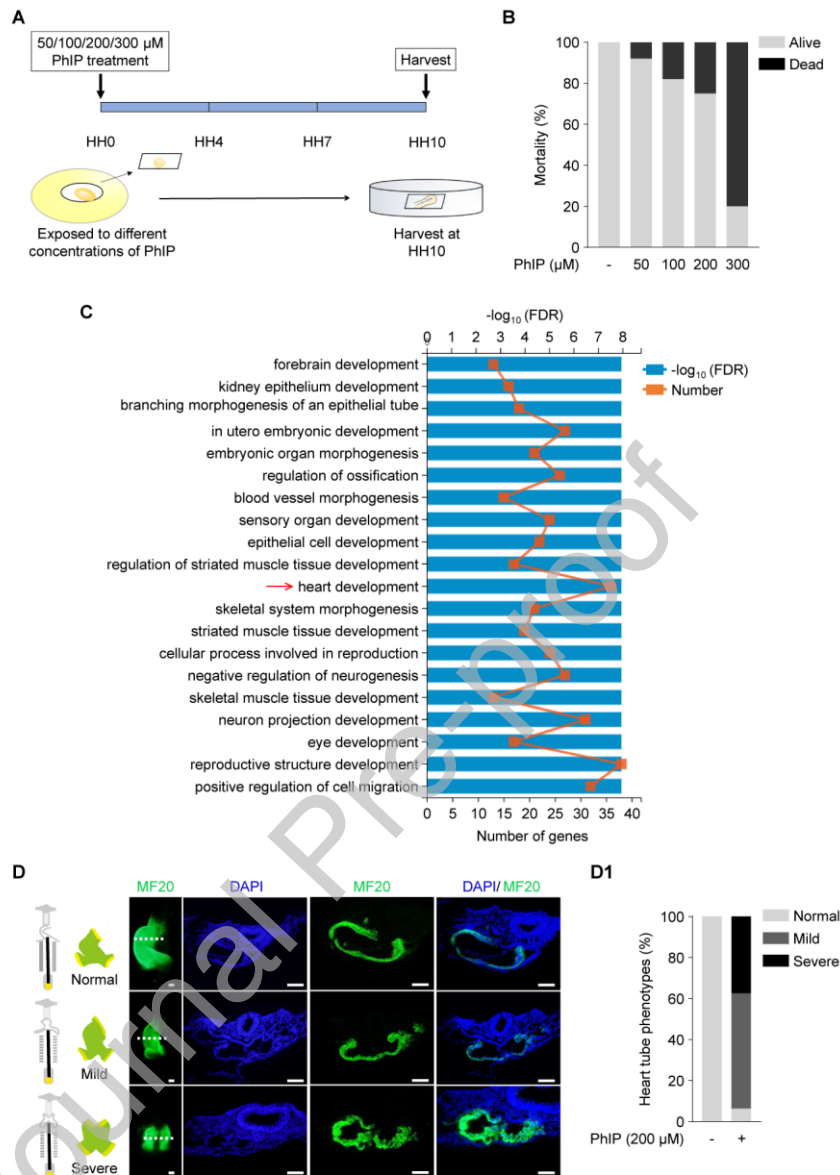 A
50/100/200/300 µM
PhIP treatment
Harvest
HH0
HH4
HH7
HH10
Exposed to different
concentrations of PhIP
Harvest at
HH10
B
Mortality (%)
100
80
60
40
20
0
PhIP (µM)
-
50
100
200
300
Alive
Dead
C
-log10 (FDR)
0 1 2 3 4 5 6 7 8
forebrain development
kidney epithelium development
branching morphogenesis of an epithelial tube
in utero embryonic development
embryonic organ morphogenesis
regulation of ossification
blood vessel morphogenesis
sensory organ development
epithelial cell development
regulation of striated muscle tissue development
heart development
skeletal system morphogenesis
striated muscle tissue development
cellular process involved in reproduction
negative regulation of neurogenesis
skeletal muscle tissue development
neuron projection development
eye development
reproductive structure development
positive regulation of cell migration
0 5 10 15 20 25 30 35 40
Number of genes
-log10 (FDR)
Number
D
MF20
DAPI
MF20
DAPI/ MF20
Normal
Mild
Severe
D1
Heart tube phenotypes (%)
100
80
60
40
20
0
PhIP (200 µM)
-
+
Normal
Mild
Severe
Journal Pre-proof